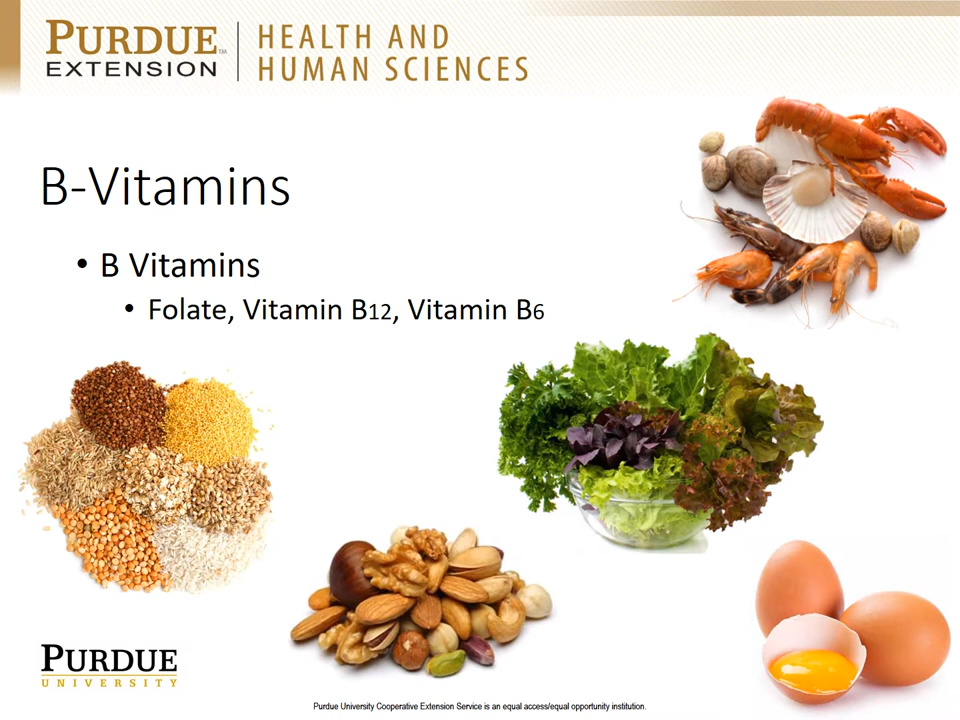 PURDUE™ EXTENSION
HEALTH AND
HUMAN SCIENCES
B-Vitamins
• B Vitamins
• Folate, Vitamin B12, Vitamin B6
PURDUE
UNIVERSITY
Purdue University Cooperative Extension Service is an equal access/equal opportunity institution.